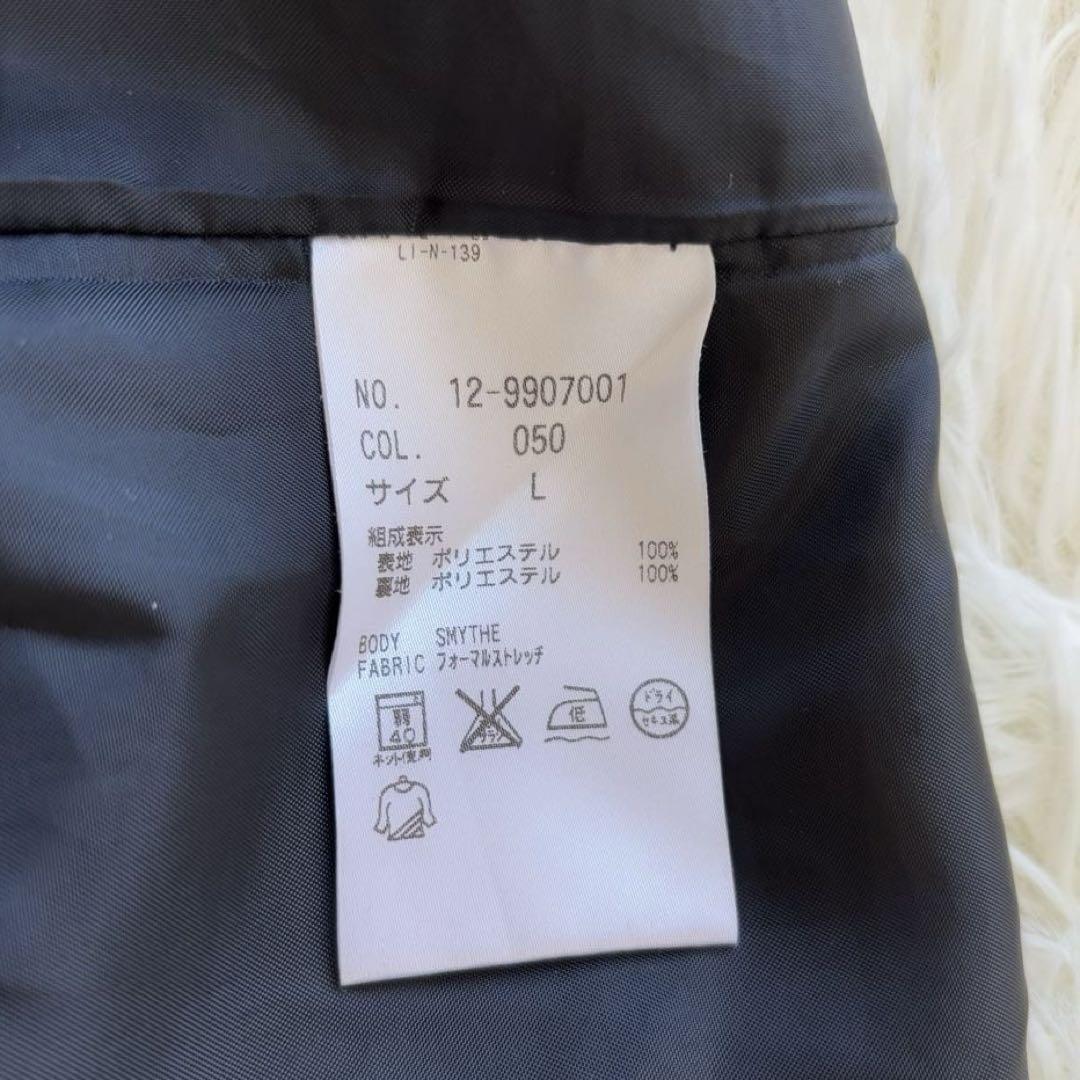 LI-N-139
NO. 12-9907001
COL. 050
サイズ L
組成表示
表地 ポリエステル 100%
裏地 ポリエステル 100%
BODY SMYTHE
FABRIC フォーマルストレッチ
弱
40
ネット使用
低
ドライ
セキユ系